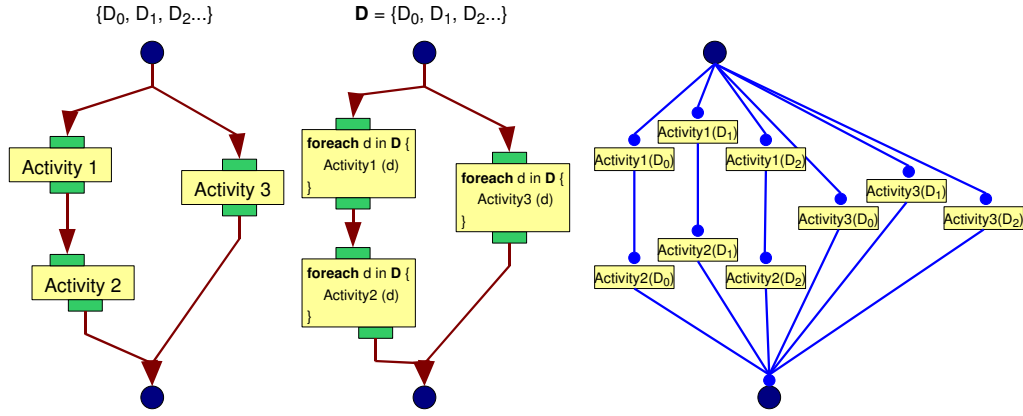 {D₀, D₁, D₂...}
Activity 1
Activity 2
Activity 3
D = {D₀, D₁, D₂...}
foreach d in D {
Activity1 (d)
}
foreach d in D {
Activity2 (d)
}
foreach d in D {
Activity3 (d)
}
Activity1(D₀)
Activity1(D₁)
Activity1(D₂)
Activity3(D₀)
Activity3(D₁)
Activity3(D₂)
Activity2(D₀)
Activity2(D₁)
Activity2(D₂)